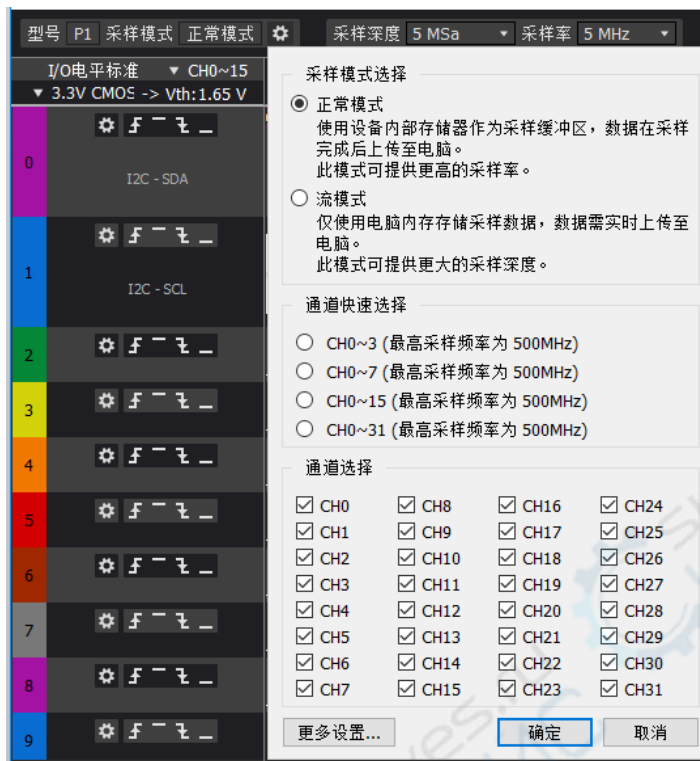 型号 P1 采样模式 正常模式 采样深度 5 MSa 采样率 5 MHz
I/O电平标准 CH0~15
3.3V CMOS -> Vth:1.65 V
0
I2C - SDA
1
I2C - SCL
2
3
4
5
6
7
8
9
采样模式选择
正常模式
使用设备内部存储器作为采样缓冲区，数据在采样
完成后上传至电脑。
此模式可提供更高的采样率。
流模式
仅使用电脑内存存储采样数据，数据需实时上传至
电脑。
此模式可提供更大的采样深度。
通道快速选择
CH0~3 (最高采样频率为 500MHz)
CH0~7 (最高采样频率为 500MHz)
CH0~15 (最高采样频率为 500MHz)
CH0~31 (最高采样频率为 500MHz)
通道选择
CH0 CH8 CH16 CH24
CH1 CH9 CH17 CH25
CH2 CH10 CH18 CH26
CH3 CH11 CH19 CH27
CH4 CH12 CH20 CH28
CH5 CH13 CH21 CH29
CH6 CH14 CH22 CH30
CH7 CH15 CH23 CH31
更多设置... 确定 取消